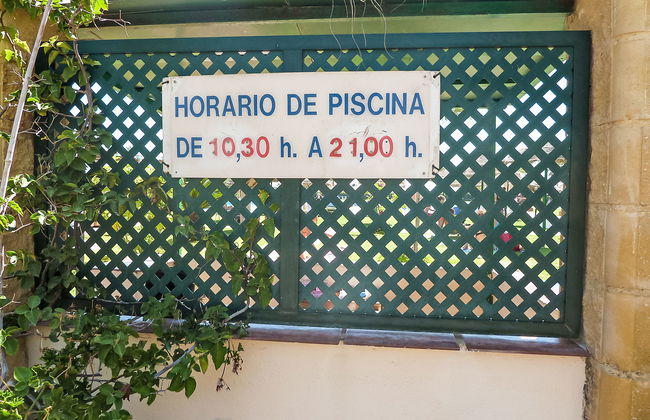 HORARIO DE PISCINA
DE 10,30 h. A 21,00 h.